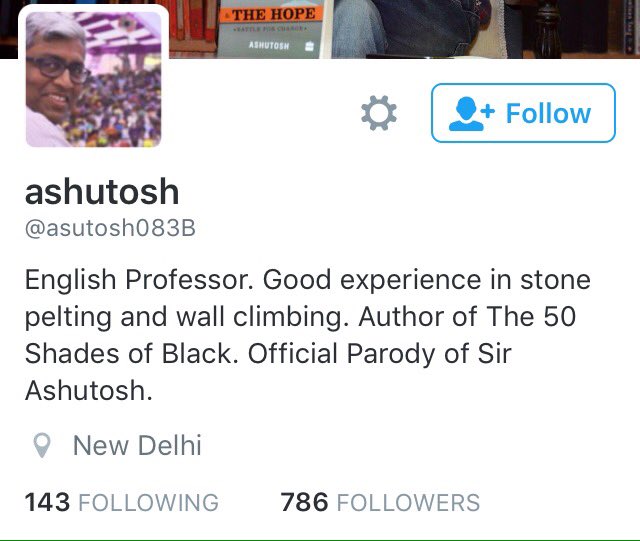 & THE HOPE
•BATTLE FOR CHANGE•
ASHUTOSH
Follow
ashutosh
@asutosh083B
English Professor. Good experience in stone
pelting and wall climbing. Author of The 50
Shades of Black. Official Parody of Sir
Ashutosh.
New Delhi
143 FOLLOWING 786 FOLLOWERS